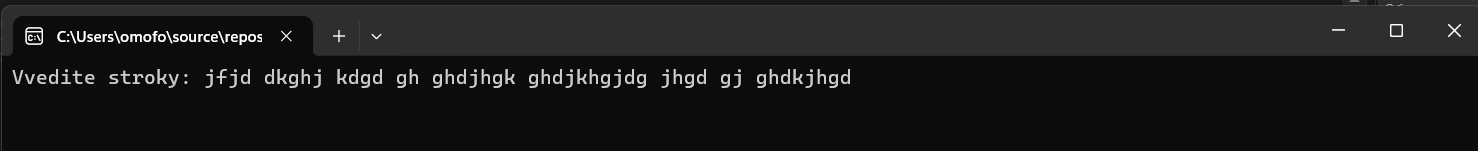 C:\Users\omofo\source\repos
Vvedite stroky: jfjd dkghj kdgd gh ghdjhgk ghdjkhgjdg jhgd gj ghdkjhgd